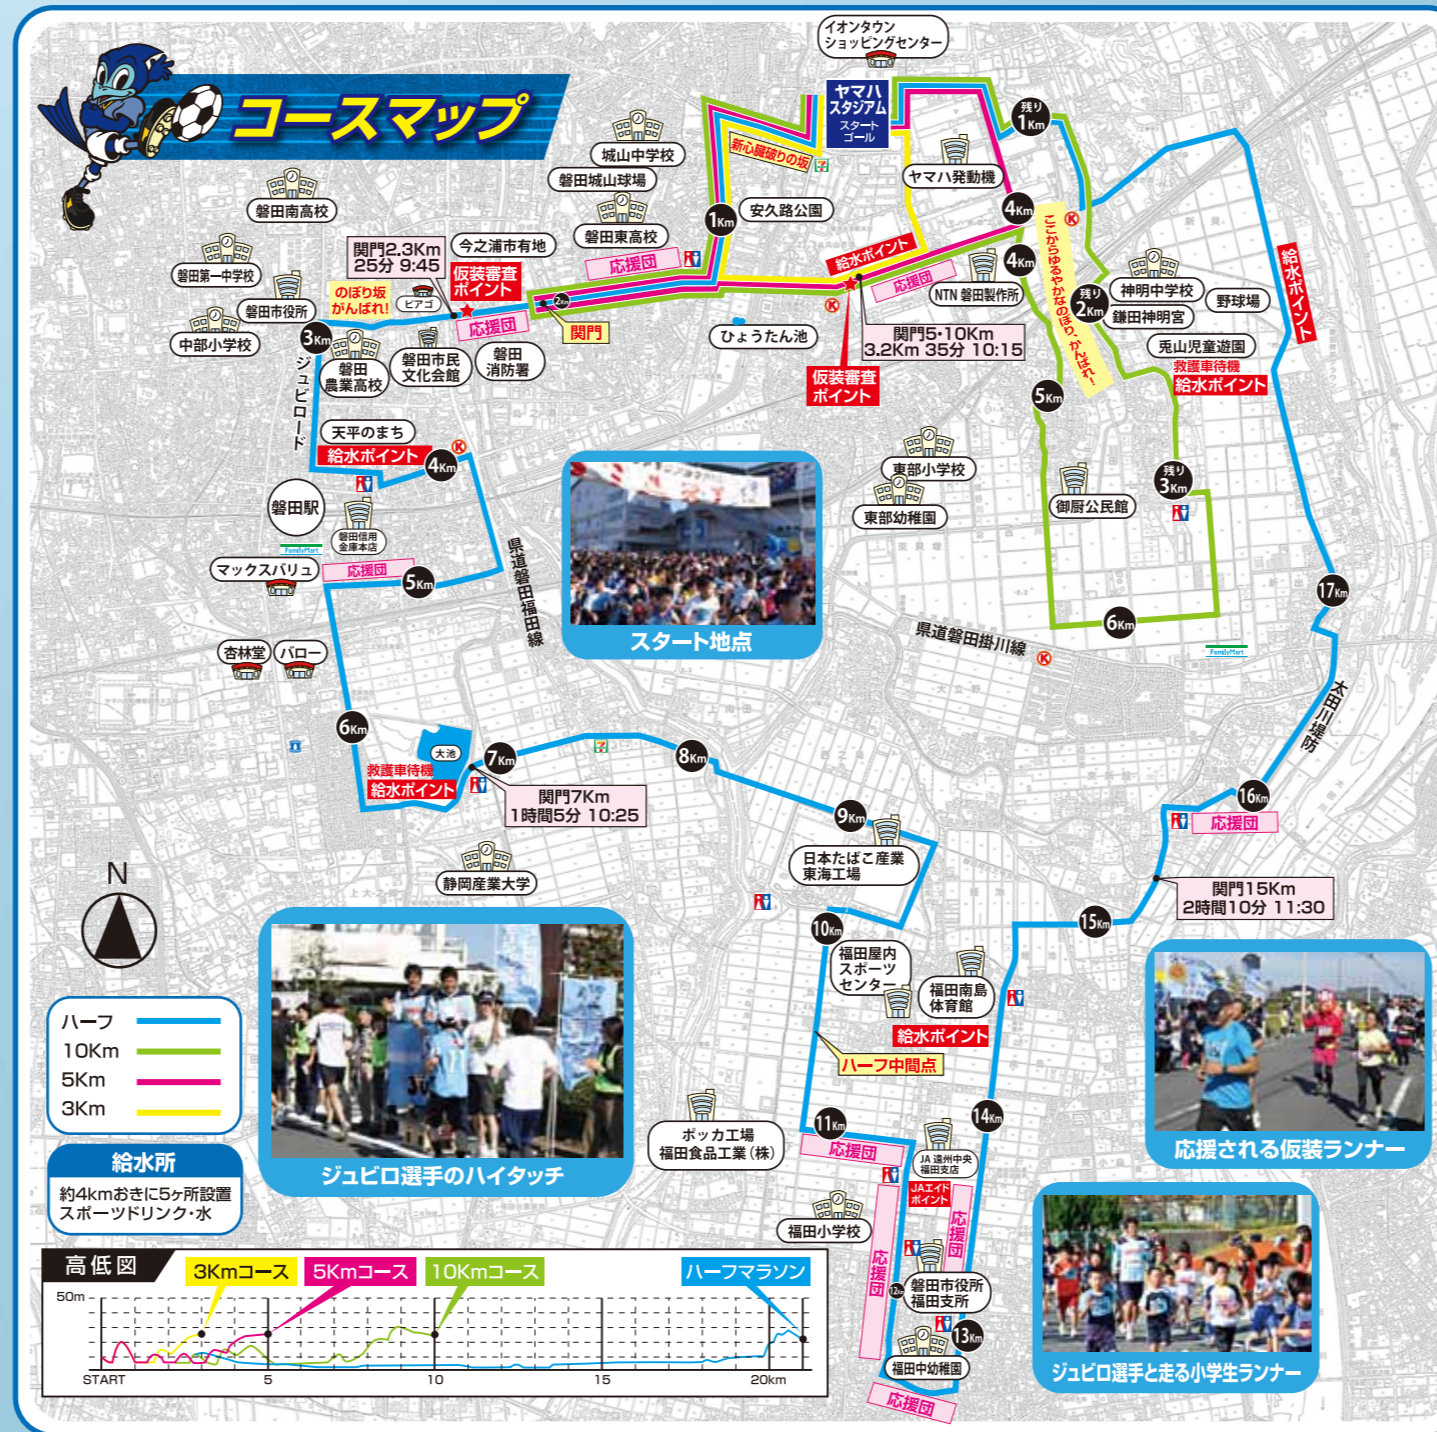 コースマップ
イオンタウン
ショッピングセンター
ヤマハ
スタジアム
スタート
ゴール
残り
1Km
新心臓破りの坂
城山中学校
磐田城山球場
磐田東高校
応援団
1Km
安久路公園
ヤマハ発動機
4Km
給水ポイント
応援団
NTN 磐田製作所
4Km
ここからゆるやかなのぼり、がんばれ!
残り
2Km
神明中学校
鎌田神明宮
野球場
兎山児童遊園
救護車待機
給水ポイント
給水ポイント
磐田南高校
磐田第一中学校
磐田市役所
中部小学校
関門2.3Km
25分 9:45
今之浦市有地
仮装審査
ポイント
のぼり坂
がんばれ!
ピアゴ
応援団
2Km
関門
3Km
ジュビロード
磐田
農業高校
磐田市民
文化会館
磐田
消防署
ひょうたん池
関門5・10Km
3.2Km 35分 10:15
仮装審査
ポイント
5Km
天平のまち
給水ポイント
4Km
磐田駅
磐田信用
金庫本店
FamilyMart
マックスバリュ
応援団
5Km
県道磐田福田線
東部小学校
東部幼稚園
御厨公民館
残り
3Km
スタート地点
6Km
県道磐田掛川線
FamilyMart
17Km
太田川堤防
杏林堂
バロー
6Km
大池
救護車待機
給水ポイント
7Km
関門7Km
1時間5分 10:25
8Km
9Km
日本たばこ産業
東海工場
16Km
応援団
関門15Km
2時間10分 11:30
15Km
静岡産業大学
10Km
福田屋内
スポーツ
センター
福田南島
体育館
給水ポイント
ハーフ中間点
N
ハーフ
10Km
5Km
3Km
ジュビロ選手のハイタッチ
応援される仮装ランナー
ポッカ工場
福田食品工業(株)
11Km
応援団
14Km
JA 遠州中央
福田支店
JAエイド
ポイント
福田小学校
応援団
応援団
12Km
磐田市役所
福田支所
13Km
福田中幼稚園
応援団
ジュビロ選手と走る小学生ランナー
給水所
約4kmおきに5ヶ所設置
スポーツドリンク・水
高低図
3Kmコース
5Kmコース
10Kmコース
ハーフマラソン
50m
START
5
10
15
20km